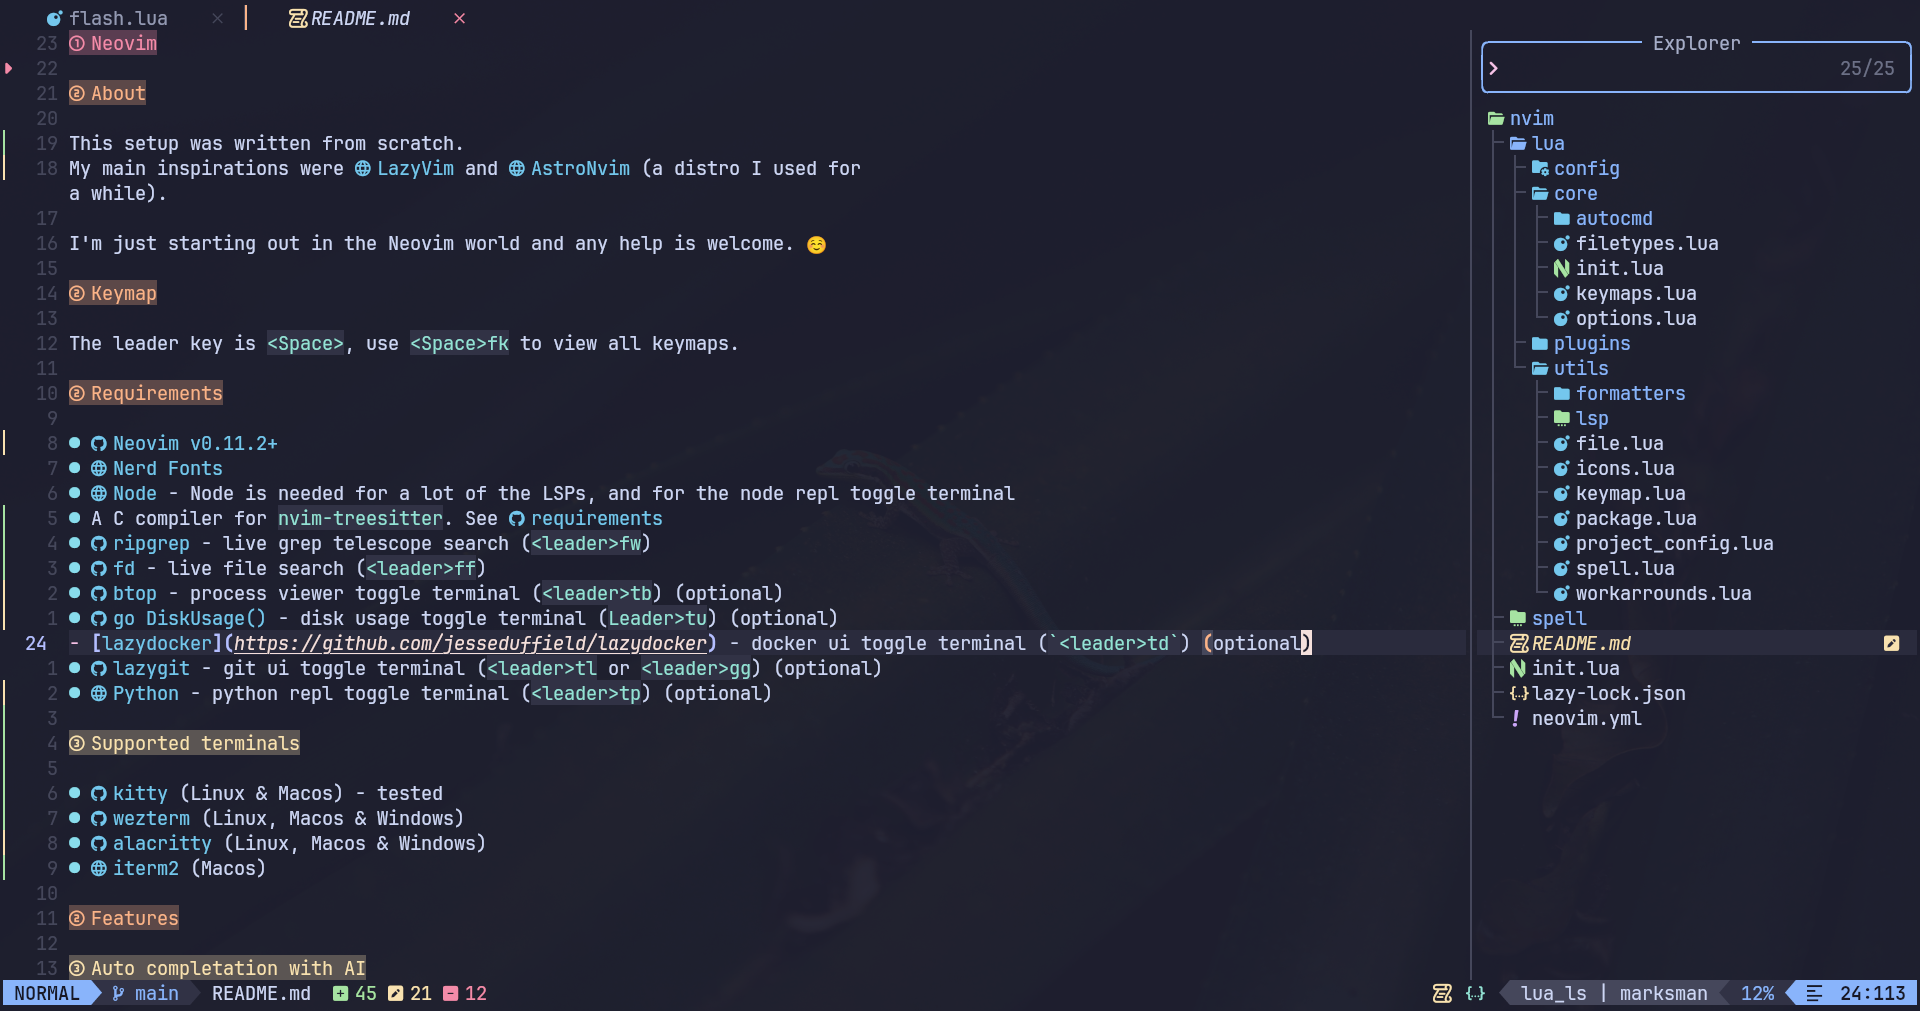 flash.lua × README.md ×
23 ① Neovim
22
21 ② About
20
19 This setup was written from scratch.
18 My main inspirations were LazyVim and AstroNvim (a distro I used for
a while).
17
16 I'm just starting out in the Neovim world and any help is welcome. ☺️
15
14 ② Keymap
13
12 The leader key is <Space>, use <Space>fk to view all keymaps.
11
10 ② Requirements
9
8 ● Neovim v0.11.2+
7 ● Nerd Fonts
6 ● Node - Node is needed for a lot of the LSPs, and for the node repl toggle terminal
5 ● A C compiler for nvim-treesitter. See requirements
4 ● ripgrep - live grep telescope search (<leader>fw)
3 ● fd - live file search (<leader>ff)
2 ● btop - process viewer toggle terminal (<leader>tb) (optional)
1 ● go DiskUsage() - disk usage toggle terminal (Leader>tu) (optional)
24 - [lazydocker](https://github.com/jesseduffield/lazydocker) - docker ui toggle terminal (`<leader>td`) (optional)
1 ● lazygit - git ui toggle terminal (<leader>tl or <leader>gg) (optional)
2 ● Python - python repl toggle terminal (<leader>tp) (optional)
3
4 ③ Supported terminals
5
6 ● kitty (Linux & Macos) - tested
7 ● wezterm (Linux, Macos & Windows)
8 ● alacritty (Linux, Macos & Windows)
9 ● iterm2 (Macos)
10
11 ② Features
12
13 ③ Auto completation with AI
Explorer
25/25
nvim
lua
config
core
autocmd
filetypes.lua
init.lua
keymaps.lua
options.lua
plugins
utils
formatters
lsp
file.lua
icons.lua
keymap.lua
package.lua
project_config.lua
spell.lua
workarrounds.lua
spell
README.md
init.lua
{..} lazy-lock.json
! neovim.yml
NORMAL main README.md + 45 21 - 12 {..} lua_ls | marksman 12% 24:113